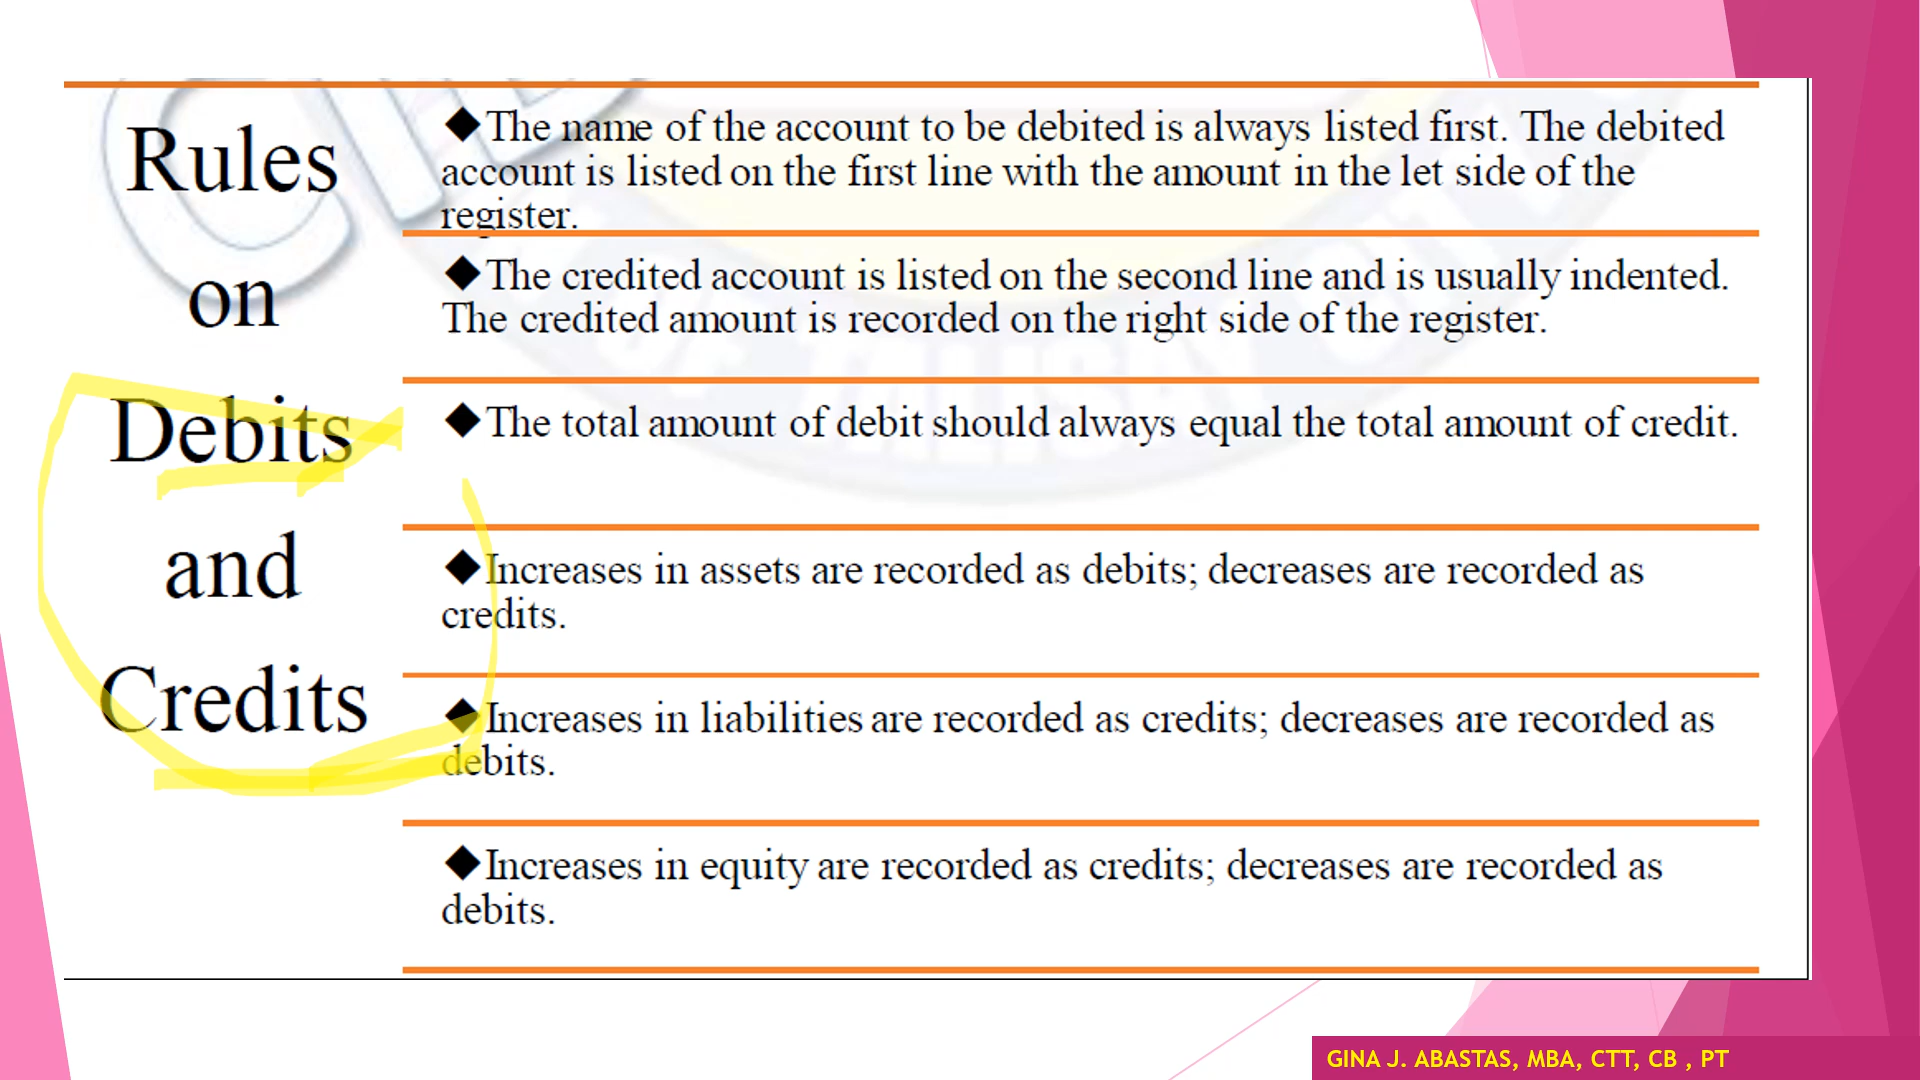 Rules
on
Debits
and
Credits
◆The name of the account to be debited is always listed first. The debited
account is listed on the first line with the amount in the let side of the
register.
◆The credited account is listed on the second line and is usually indented.
The credited amount is recorded on the right side of the register.
◆The total amount of debit should always equal the total amount of credit.
◆Increases in assets are recorded as debits; decreases are recorded as
credits.
◆Increases in liabilities are recorded as credits; decreases are recorded as
debits.
◆Increases in equity are recorded as credits; decreases are recorded as
debits.
GINA J. ABASTAS, MBA, CTT, CB , PT